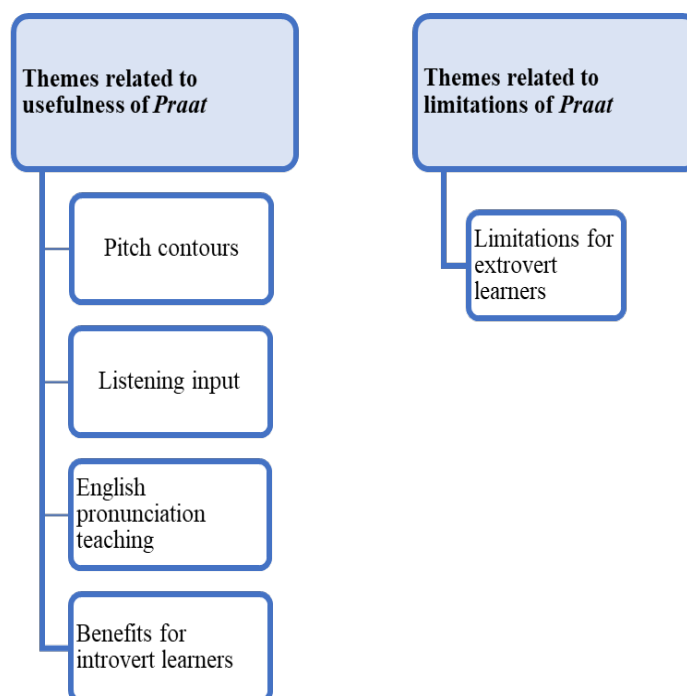 Themes related to
usefulness of Praat
Pitch contours
Listening input
English
pronunciation
teaching
Benefits for
introvert learners
Themes related to
limitations of Praat
Limitations for
extrovert
learners